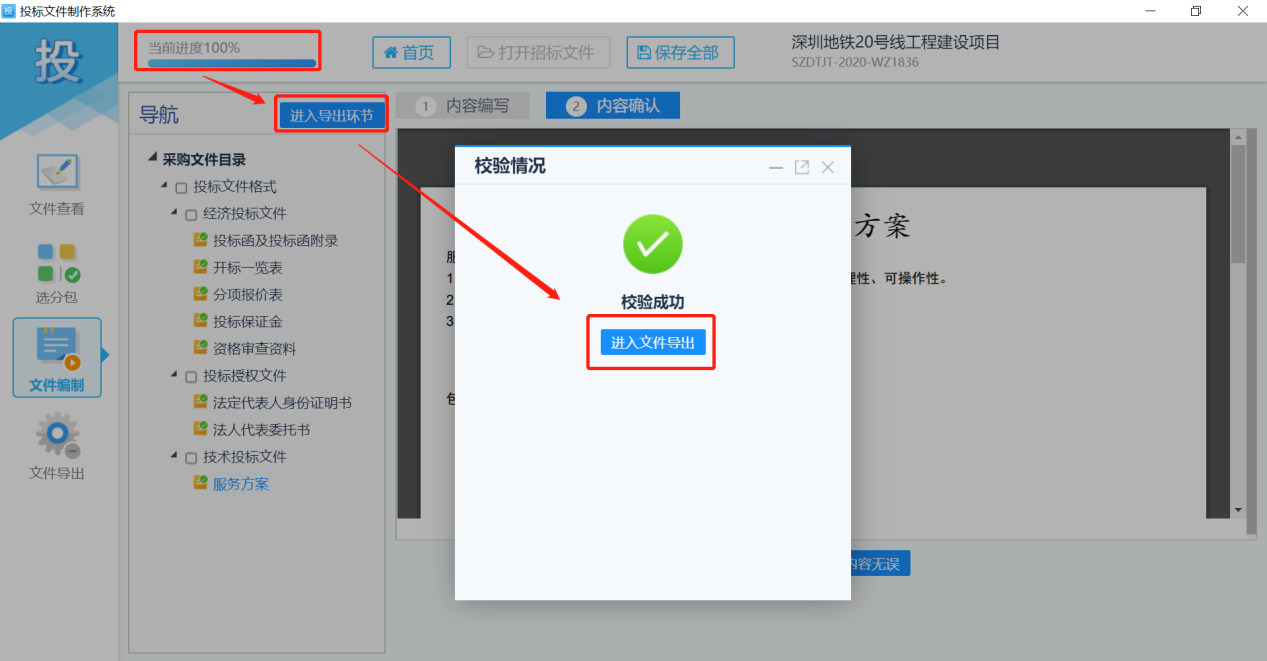 投标文件制作系统
投
当前进度100%
首页
打开招标文件
保存全部
深圳地铁20号线工程建设项目
SZDTJT-2020-WZ1836
导航
进入导出环节
1 内容编写
2 内容确认
采购文件目录
投标文件格式
经济投标文件
投标函及投标函附录
开标一览表
分项报价表
投标保证金
资格审查资料
投标授权文件
法定代表人身份证明书
法人代表委托书
技术投标文件
服务方案
文件查看
选分包
文件编制
文件导出
校验情况
校验成功
进入文件导出
方案
理性、可操作性。
1
2
3
内容无误